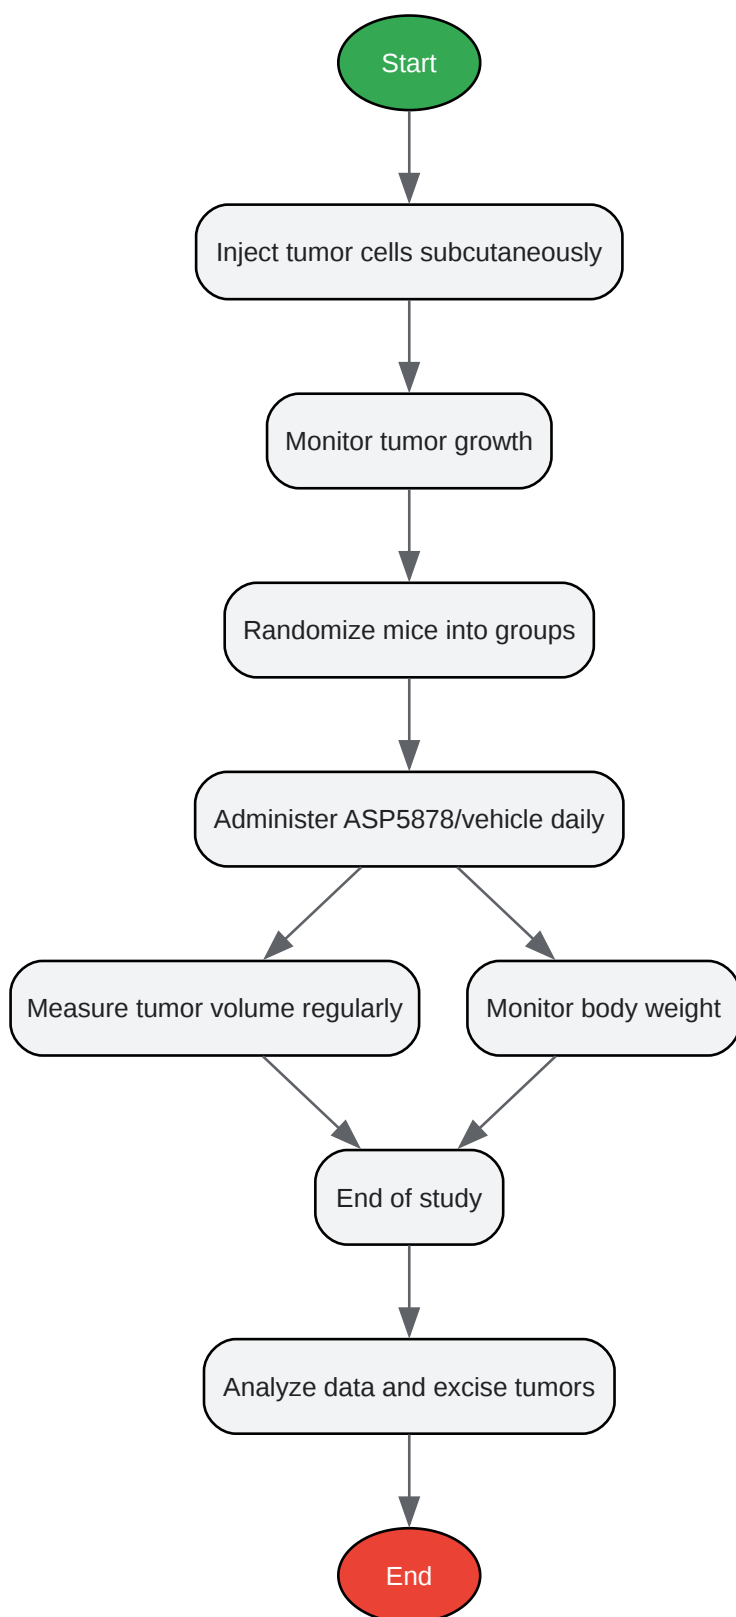 Start
Inject tumor cells subcutaneously
Monitor tumor growth
Randomize mice into groups
Administer ASP5878/vehicle daily
Measure tumor volume regularly
Monitor body weight
End of study
Analyze data and excise tumors
End